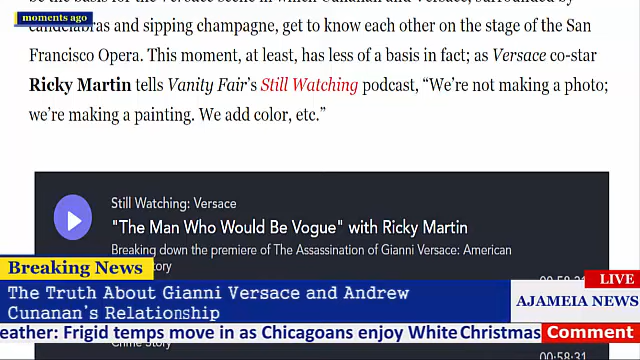 moments ago
be the basis for the Versace scene in which Cunanan and Versace, surrounded by
candelabras and sipping champagne, get to know each other on the stage of the
San Francisco Opera. This moment, at least, has less of a basis in fact; as Versace co-star
Ricky Martin tells Vanity Fair's Still Watching podcast, “We're not making a photo;
we're making a painting. We add color, etc.”
Still Watching: Versace
"The Man Who Would Be Vogue" with Ricky Martin
Breaking down the premiere of The Assassination of Gianni Versace: American
Story
00:58:31
Breaking News
LIVE
The Truth About Gianni Versace and Andrew
Cunanan's Relationship
AJAMEIA NEWS
eather: Frigid temps move in as Chicagoans enjoy White Christmas
Comment
Crime Story
00:58:31